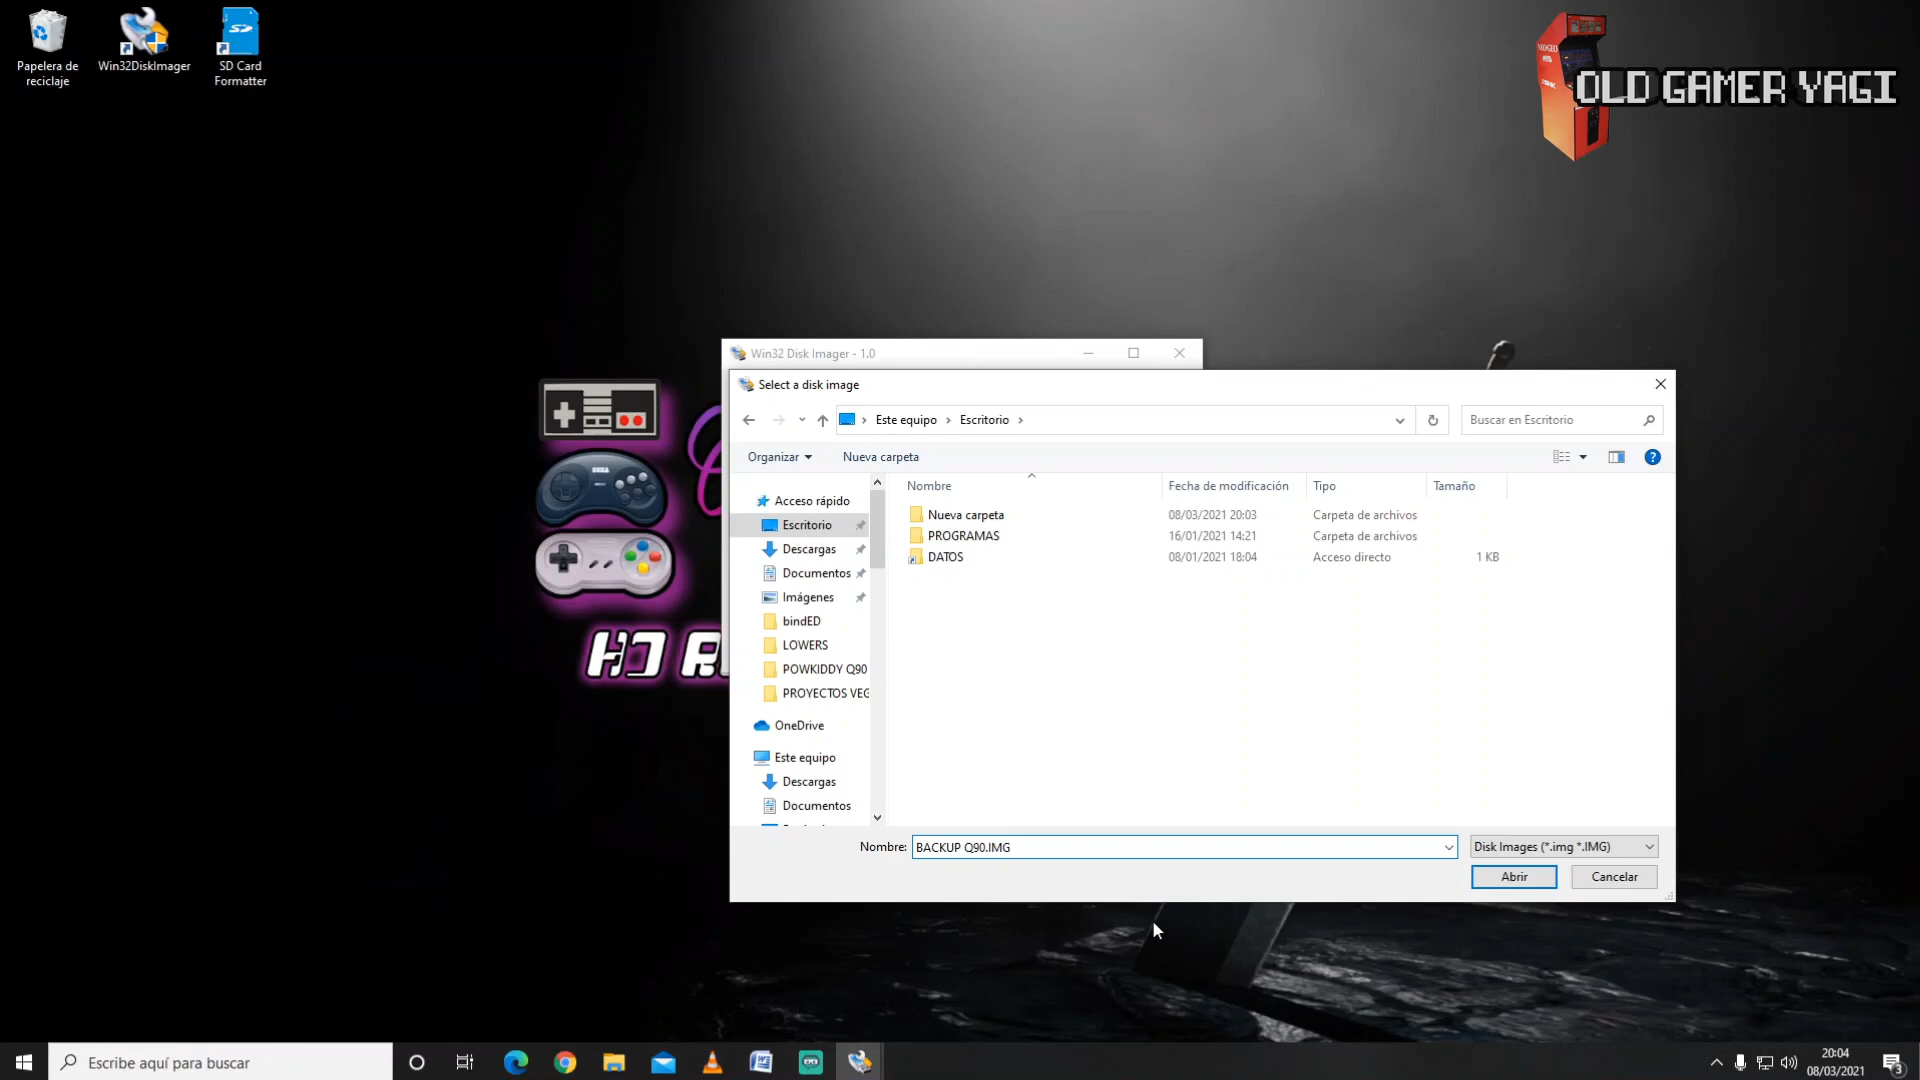 Papelera de
reciclaje
Win32DiskImager
SD Card
Formatter
OLD GAMER YAGI
Win32 Disk Imager - 1.0
Select a disk image
Este equipo
Escritorio
Buscar en Escritorio
Organizar
Nueva carpeta
Nombre
Fecha de modificación
Tipo
Tamaño
Acceso rápido
Escritorio
Descargas
Documentos
Imágenes
bindED
LOWERS
POWKIDDY Q90
PROYECTOS VEG
OneDrive
Este equipo
Descargas
Documentos
Nueva carpeta 08/03/2021 20:03 Carpeta de archivos
PROGRAMAS 16/01/2021 14:21 Carpeta de archivos
DATOS 08/01/2021 18:04 Acceso directo 1 KB
Nombre: BACKUP Q90.IMG
Disk Images (*.img *.IMG)
Abrir
Cancelar
Escribe aquí para buscar
20:04
08/03/2021
3